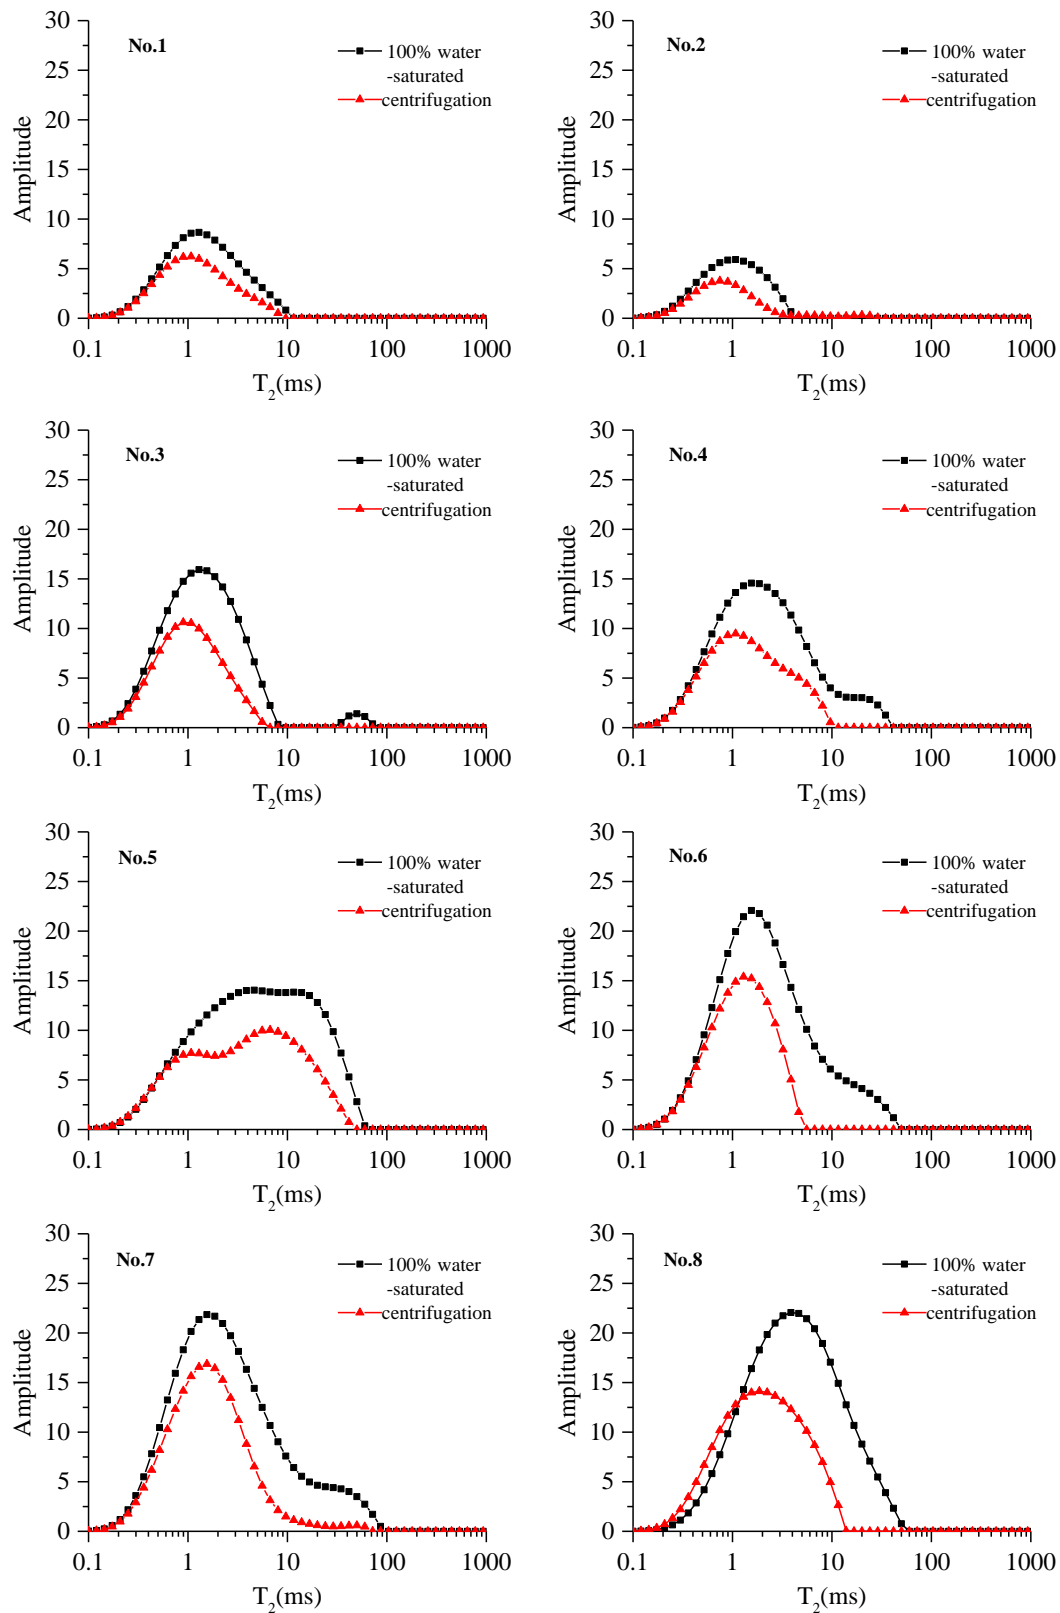 No.1
100% water
-saturated
centrifugation
30
25
20
15
10
5
0
Amplitude
0.1 1 10 100 1000
T2(ms)
No.2
100% water
-saturated
centrifugation
30
25
20
15
10
5
0
Amplitude
0.1 1 10 100 1000
T2(ms)
No.3
100% water
-saturated
centrifugation
30
25
20
15
10
5
0
Amplitude
0.1 1 10 100 1000
T2(ms)
No.4
100% water
-saturated
centrifugation
30
25
20
15
10
5
0
Amplitude
0.1 1 10 100 1000
T2(ms)
No.5
100% water
-saturated
centrifugation
30
25
20
15
10
5
0
Amplitude
0.1 1 10 100 1000
T2(ms)
No.6
100% water
-saturated
centrifugation
30
25
20
15
10
5
0
Amplitude
0.1 1 10 100 1000
T2(ms)
No.7
100% water
-saturated
centrifugation
30
25
20
15
10
5
0
Amplitude
0.1 1 10 100 1000
T2(ms)
No.8
100% water
-saturated
centrifugation
30
25
20
15
10
5
0
Amplitude
0.1 1 10 100 1000
T2(ms)